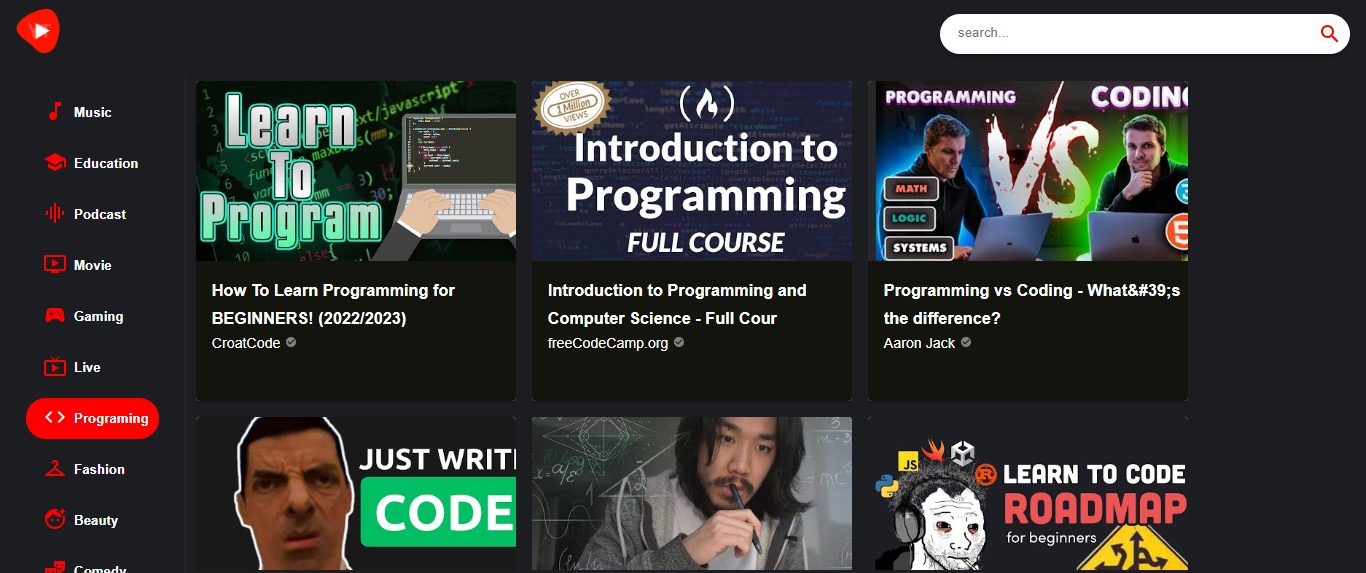 search...
Music
Education
Podcast
Movie
Gaming
Live
Programing
Fashion
Beauty
Comedy
Learn
To
Program
How To Learn Programming for
BEGINNERS! (2022/2023)
CroatCode
OVER
1 Million
VIEWS
Introduction to
Programming
FULL COURSE
Introduction to Programming and
Computer Science - Full Cour
freeCodeCamp.org
PROGRAMMING
CODING
VS
MATH
LOGIC
SYSTEMS
Programming vs Coding - What&#39;s
the difference?
Aaron Jack
JUST WRITE
CODE
JS
LEARN TO CODE
ROADMAP
for beginners